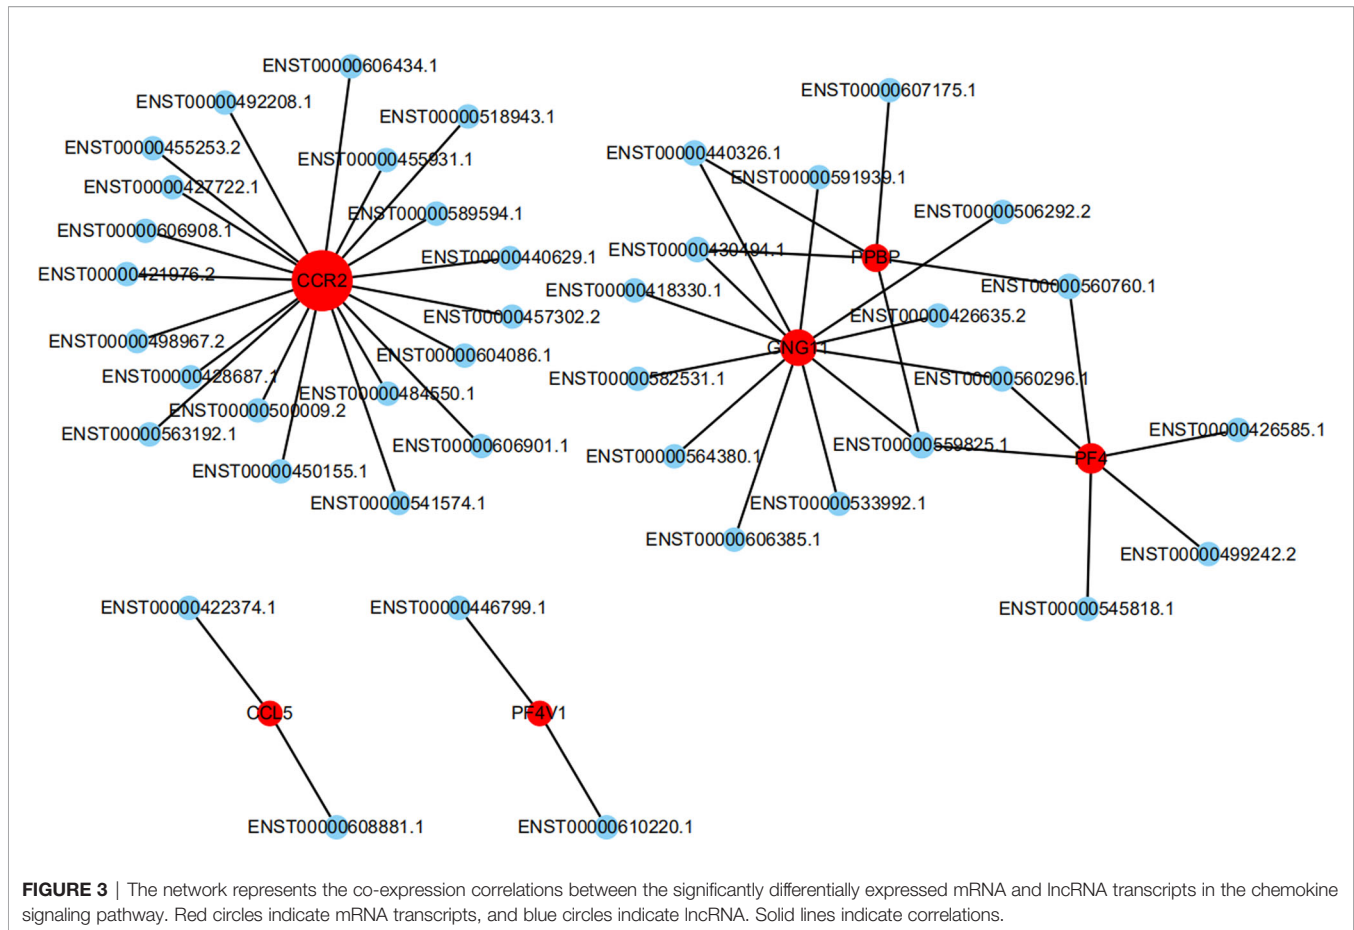 ENST00000606434.1
ENST00000492208.1
ENST00000518943.1
ENST00000455253.2
ENST00000455931.1
ENST00000427722.1
ENST00000589594.1
ENST00000606908.1
ENST00000440629.1
ENST00000421976.2
CCR2
ENST00000457302.2
ENST00000498967.2
ENST00000604086.1
ENST00000428687.1
ENST00000484550.1
ENST00000500009.2
ENST00000563192.1
ENST00000606901.1
ENST00000450155.1
ENST00000541574.1
ENST00000607175.1
ENST00000440326.1
ENST00000591939.1
ENST00000506292.2
ENST00000430494.1
PPBP
ENST00000418330.1
ENST00000560760.1
ENST00000426635.2
GNG11
ENST00000582531.1
ENST00000560296.1
ENST00000426585.1
ENST00000559825.1
ENST00000564380.1
PF4
ENST00000533992.1
ENST00000606385.1
ENST00000499242.2
ENST00000545818.1
ENST00000422374.1
ENST00000446799.1
CCL5
PF4V1
ENST00000608881.1
ENST00000610220.1
FIGURE 3 | The network represents the co-expression correlations between the significantly differentially expressed mRNA and lncRNA transcripts in the chemokine
signaling pathway. Red circles indicate mRNA transcripts, and blue circles indicate lncRNA. Solid lines indicate correlations.